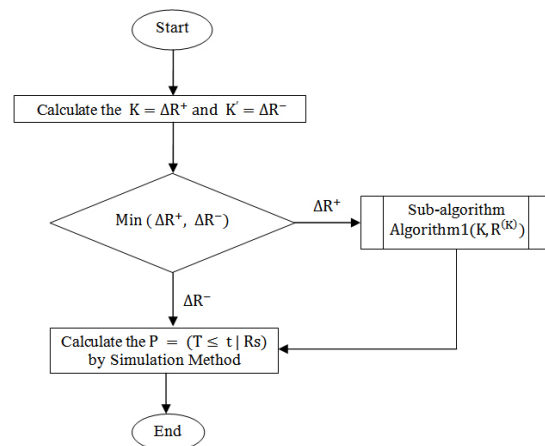 Start
Calculate the K = ΔR⁺ and K′ = ΔR⁻
Min ( ΔR⁺, ΔR⁻)
ΔR⁺
Sub-algorithm
Algorithm1(K,R⁽ᴷ⁾)
ΔR⁻
Calculate the P = (T ≤ t | Rs)
by Simulation Method
End